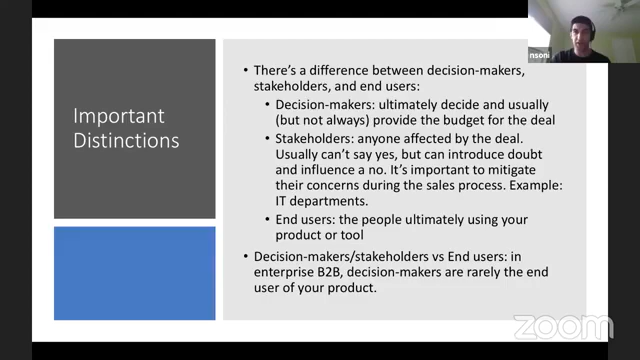 nsoni
Important
Distinctions
• There's a difference between decision-makers,
stakeholders, and end users:
• Decision-makers: ultimately decide and usually
(but not always) provide the budget for the deal
• Stakeholders: anyone affected by the deal.
Usually can't say yes, but can introduce doubt
and influence a no. It's important to mitigate
their concerns during the sales process. Example:
IT departments.
• End users: the people ultimately using your
product or tool
• Decision-makers/stakeholders vs End users: in
enterprise B2B, decision-makers are rarely the end
user of your product.
zoom